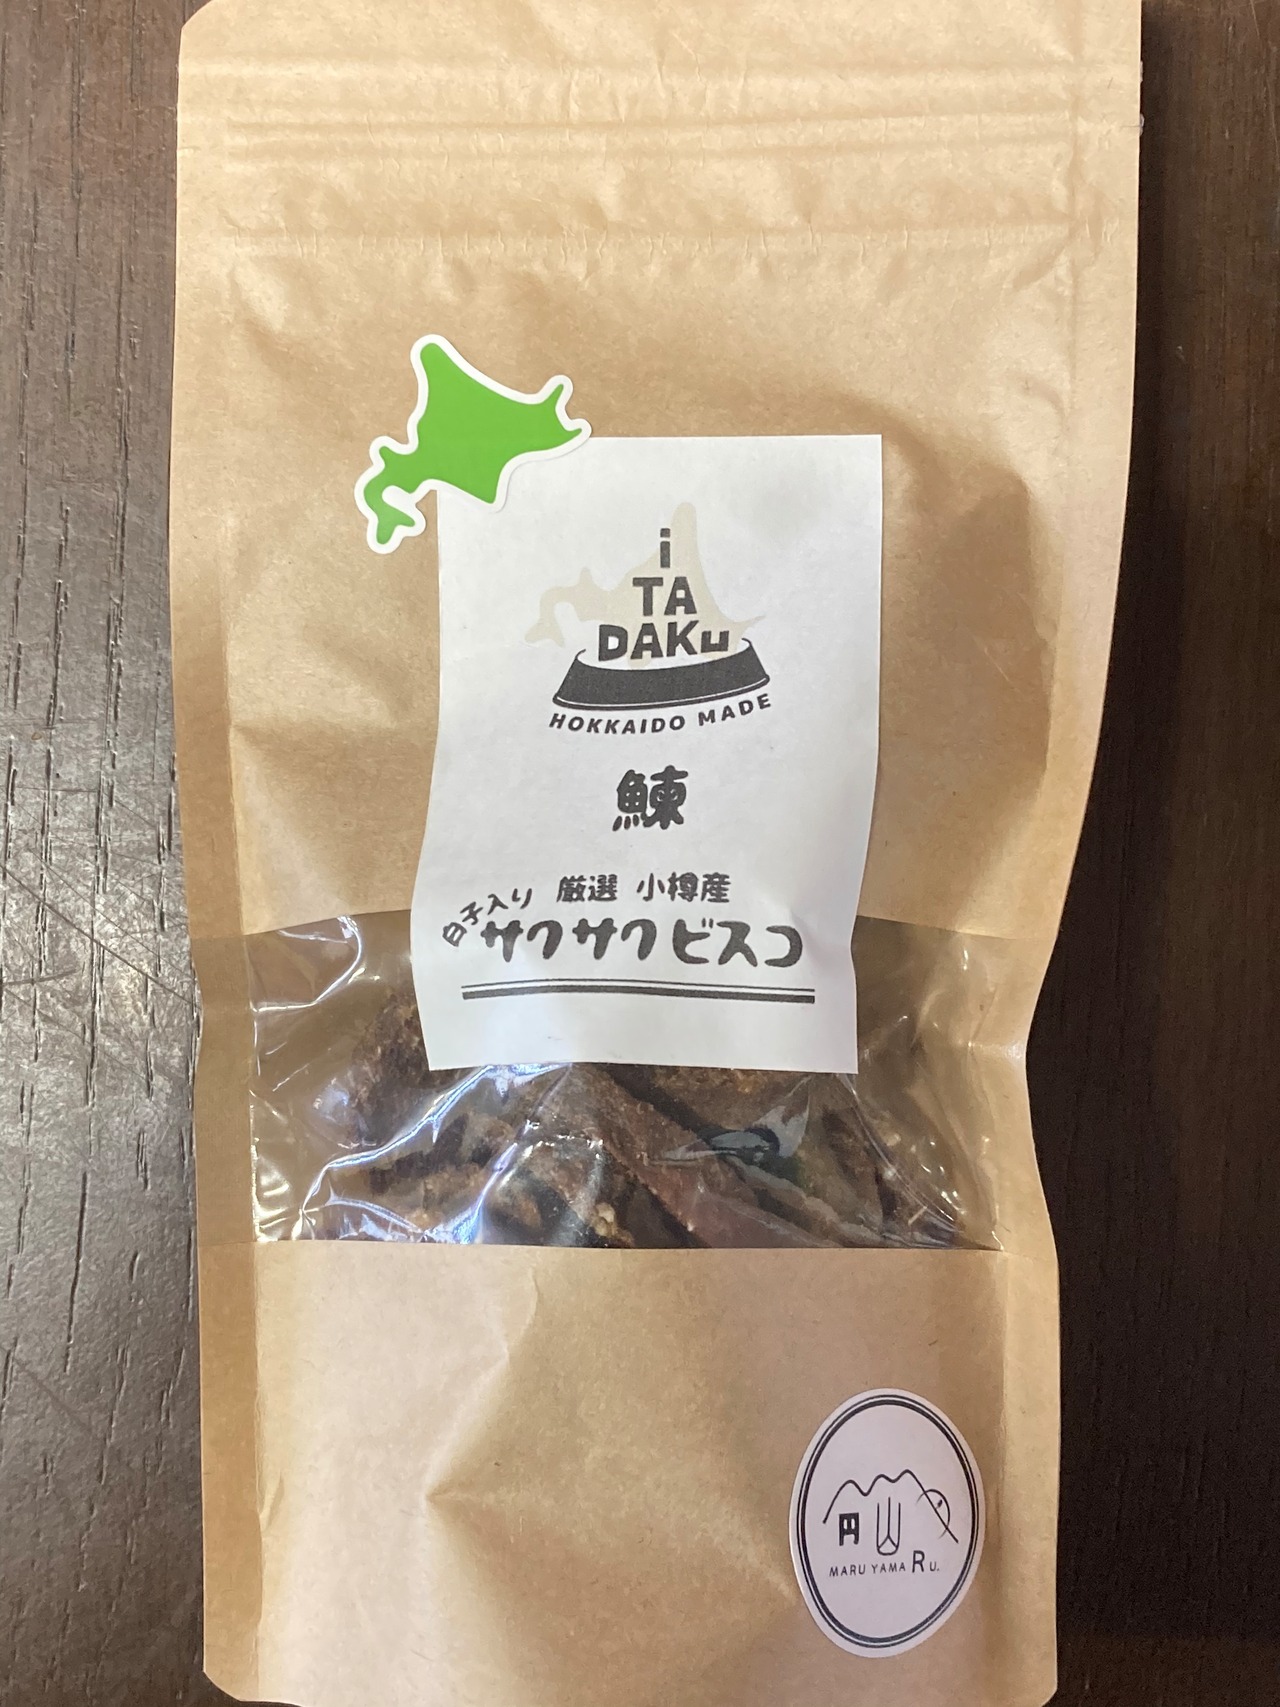 i
TA
DAKu
HOKKAIDO MADE
鰊
厳選 小樽産
白子入り
サクサクビスコ
円山
MARU YAMA RU.